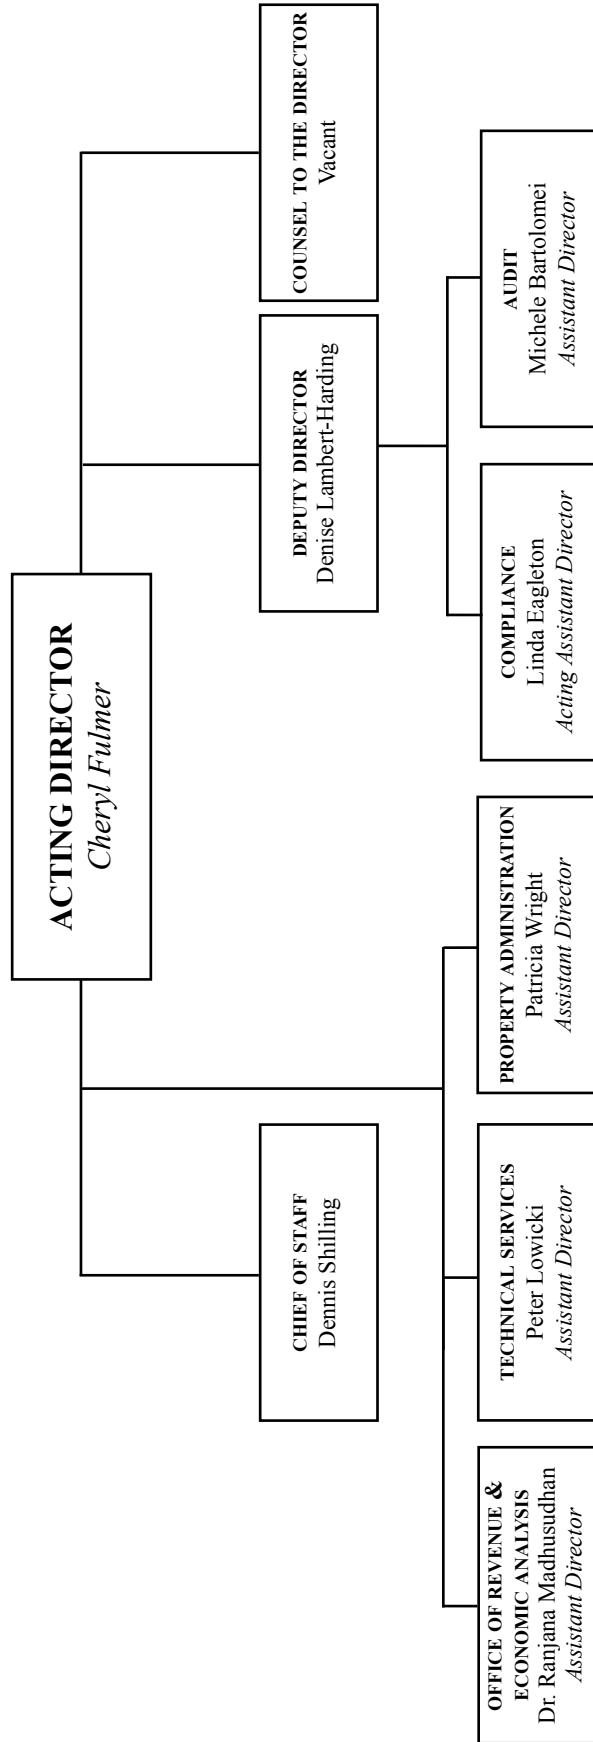 ACTING DIRECTOR
Cheryl Fulmer
CHIEF OF STAFF
Dennis Shilling
DEPUTY DIRECTOR
Denise Lambert-Harding
COUNSEL TO THE DIRECTOR
Vacant
OFFICE OF REVENUE &
ECONOMIC ANALYSIS
Dr. Ranjana Madhusudhan
Assistant Director
TECHNICAL SERVICES
Peter Lowicki
Assistant Director
PROPERTY ADMINISTRATION
Patricia Wright
Assistant Director
COMPLIANCE
Linda Eagleton
Acting Assistant Director
AUDIT
Michele Bartolomei
Assistant Director